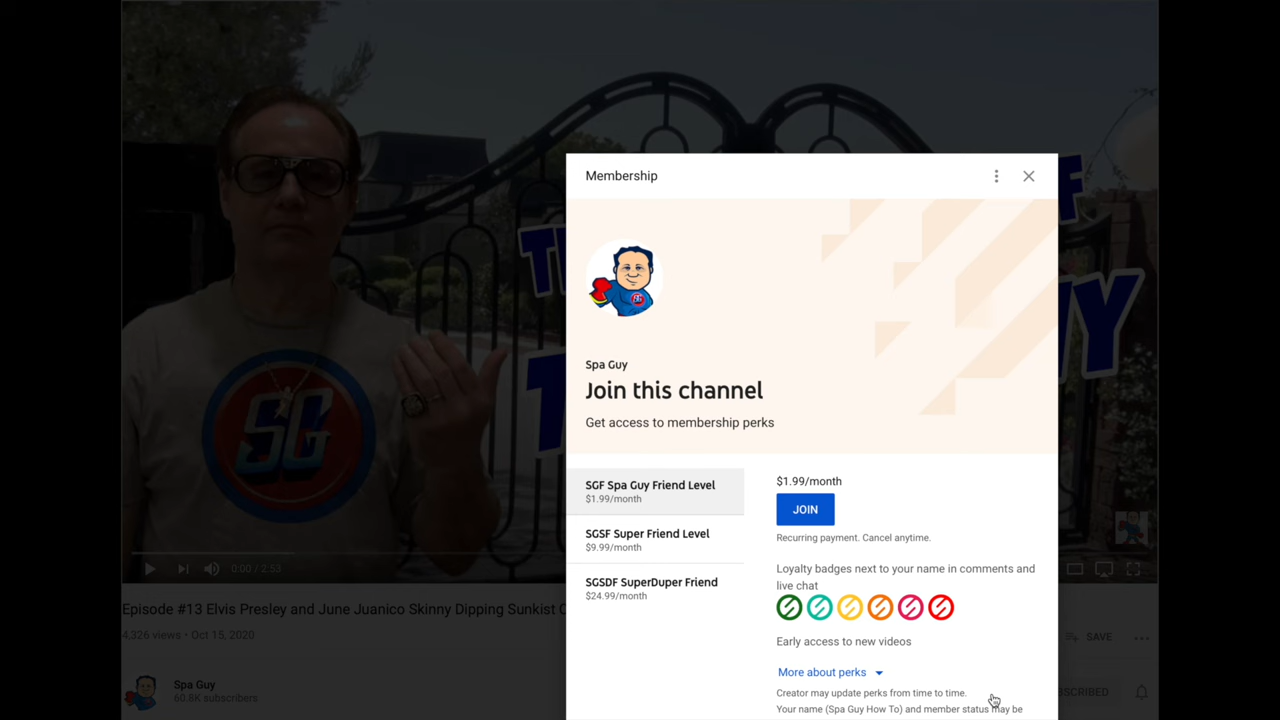 Membership
Spa Guy
Join this channel
Get access to membership perks
SGF Spa Guy Friend Level
$1.99/month
SGSF Super Friend Level
$9.99/month
SGSDF SuperDuper Friend
$24.99/month
$1.99/month
JOIN
Recurring payment. Cancel anytime.
Loyalty badges next to your name in comments and
live chat
Early access to new videos
More about perks
Creator may update perks from time to time.
Your name (Spa Guy How To) and member status may be
SG
0:00 / 2:53
Episode #13 Elvis Presley and June Juanico Skinny Dipping Sunkist
4,326 views • Oct 15, 2020
SAVE
Spa Guy
60.8K subscribers